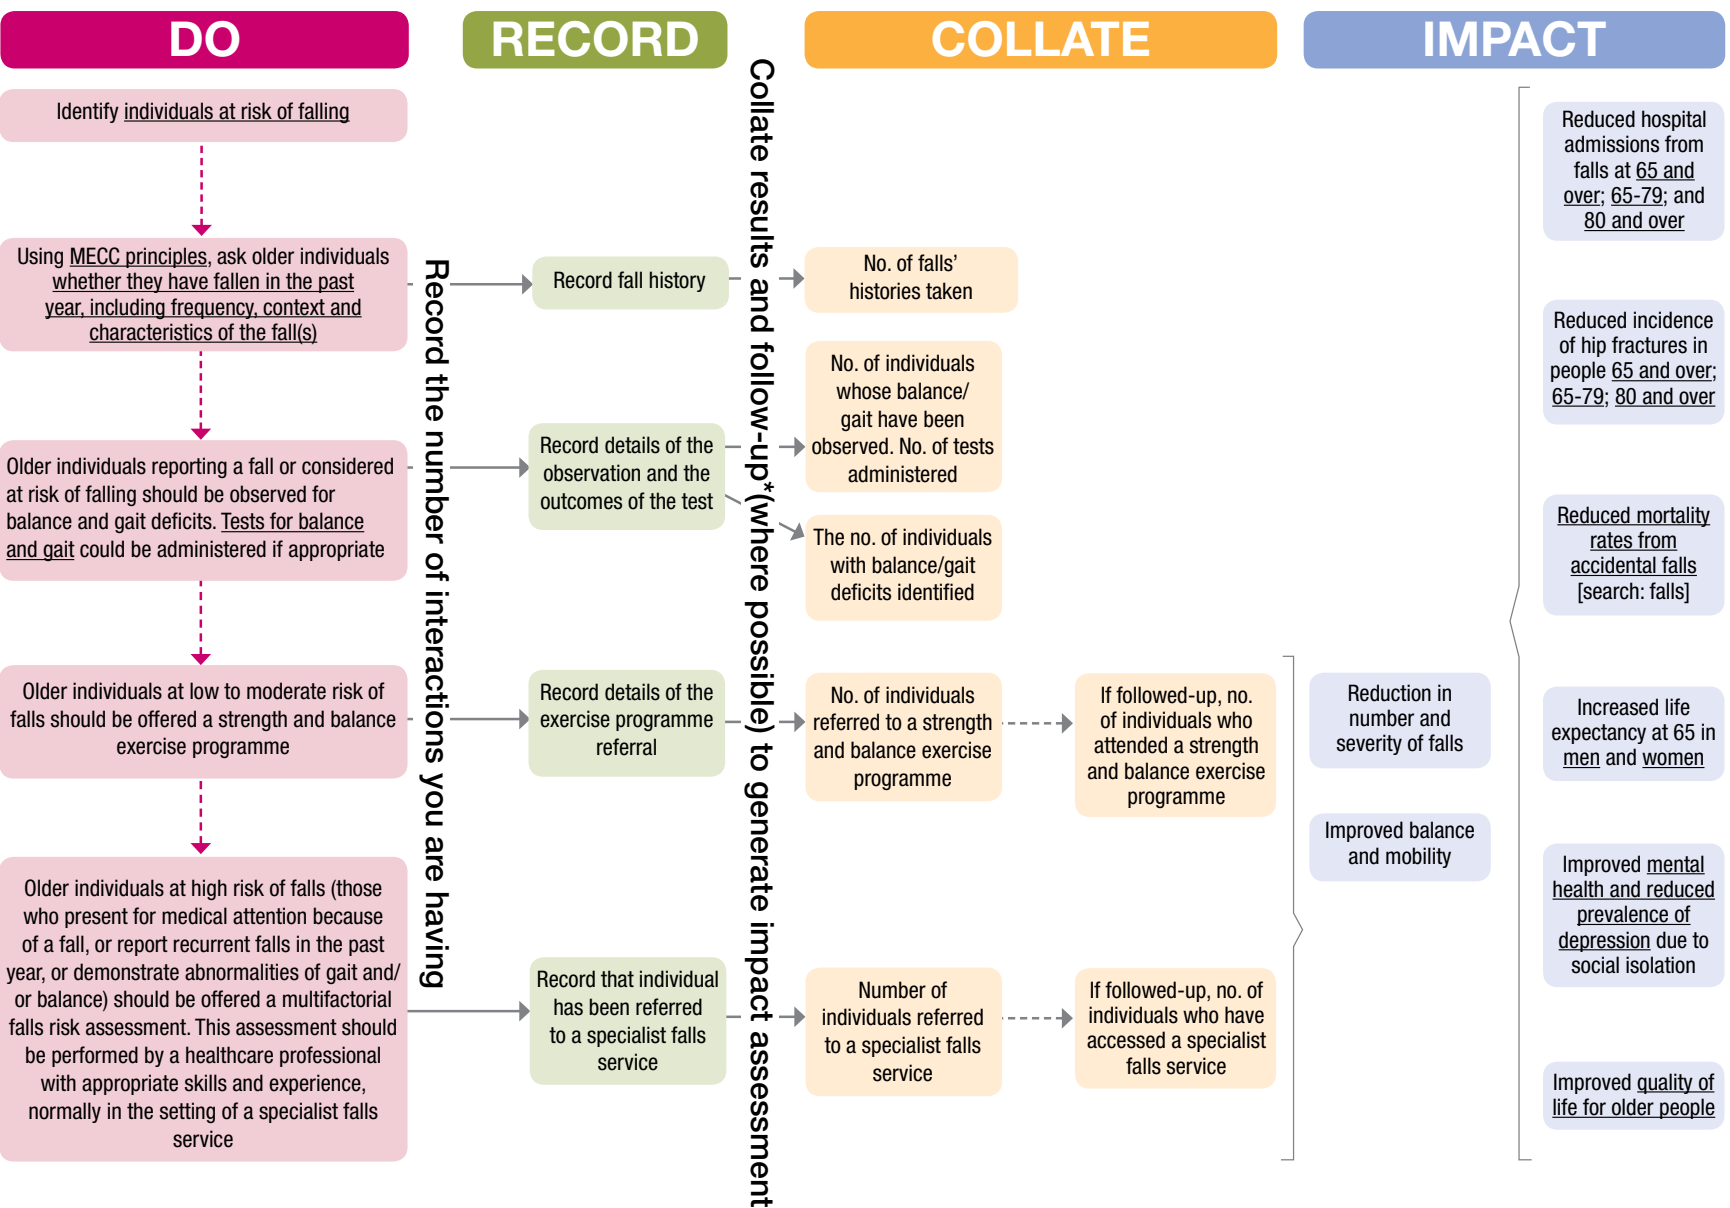 DO
RECORD
COLLATE
IMPACT
Identify individuals at risk of falling
Using MECC principles, ask older individuals
whether they have fallen in the past
year, including frequency, context and
characteristics of the fall(s)
Older individuals reporting a fall or considered
at risk of falling should be observed for
balance and gait deficits. Tests for balance
and gait could be administered if appropriate
Older individuals at low to moderate risk of
falls should be offered a strength and balance
exercise programme
Older individuals at high risk of falls (those
who present for medical attention because
of a fall, or report recurrent falls in the past
year, or demonstrate abnormalities of gait and/
or balance) should be offered a multifactorial
falls risk assessment. This assessment should
be performed by a healthcare professional
with appropriate skills and experience,
normally in the setting of a specialist falls
service
Record the number of interactions you are having
Record fall history
Record details of the
observation and the
outcomes of the test
Record details of the
exercise programme
referral
Record that individual
has been referred
to a specialist falls
service
Collate results and follow-up*(where possible) to generate impact assessment
No. of falls’
histories taken
No. of individuals
whose balance/
gait have been
observed. No. of tests
administered
The no. of individuals
with balance/gait
deficits identified
No. of individuals
referred to a strength
and balance exercise
programme
If followed-up, no.
of individuals who
attended a strength
and balance exercise
programme
Number of
individuals referred
to a specialist falls
service
If followed-up, no. of
individuals who have
accessed a specialist
falls service
Reduction in
number and
severity of falls
Improved balance
and mobility
Reduced hospital
admissions from
falls at 65 and
over; 65-79; and
80 and over
Reduced incidence
of hip fractures in
people 65 and over;
65-79; 80 and over
Reduced mortality
rates from
accidental falls
[search: falls]
Increased life
expectancy at 65 in
men and women
Improved mental
health and reduced
prevalence of
depression due to
social isolation
Improved quality of
life for older people